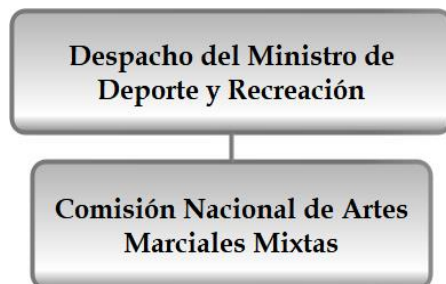 Despacho del Ministro de
Deporte y Recreación
Comisión Nacional de Artes
Marciales Mixtas